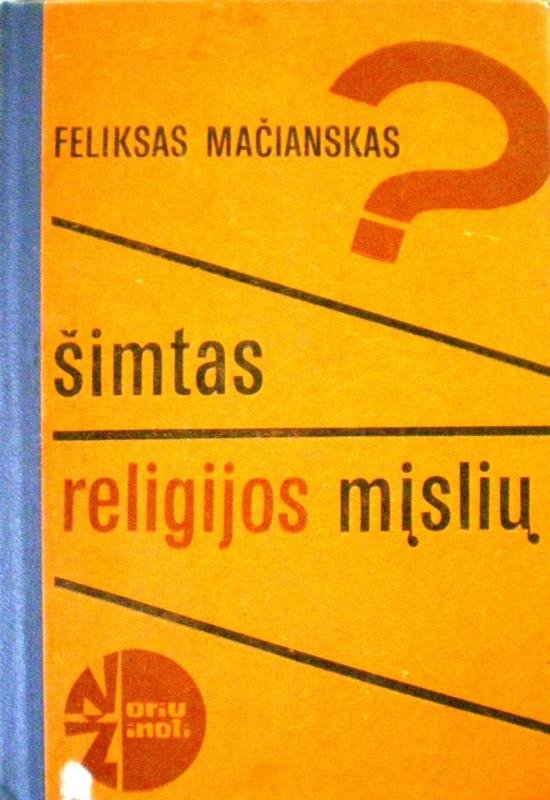 FELIKSAS MAČIANSKAS
?
šimtas
religijos mįslių
Noriu
Žinoti